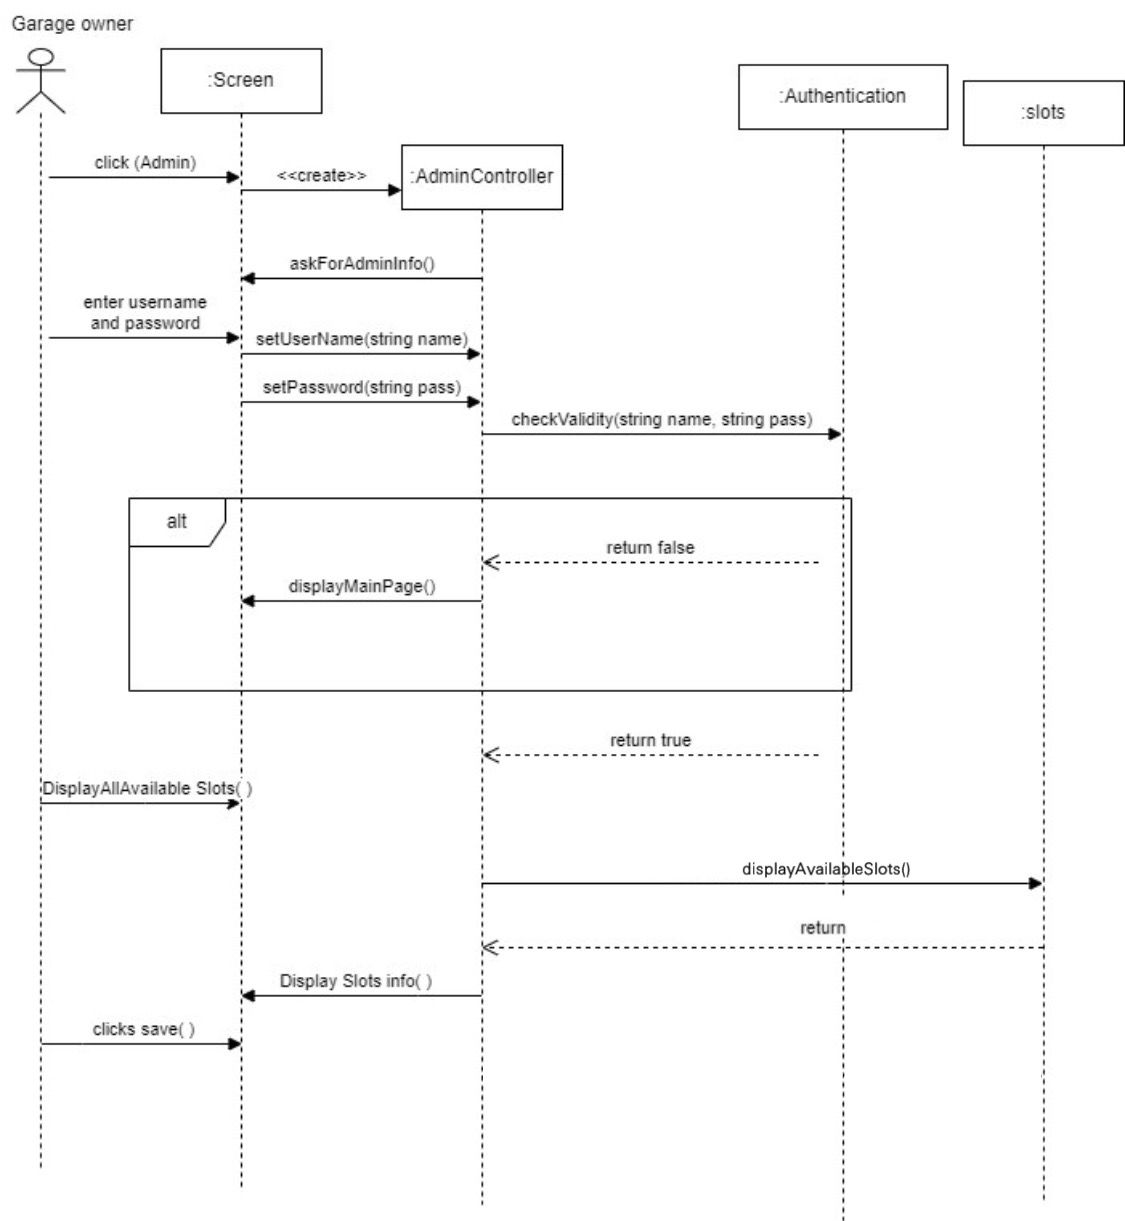 Garage owner
:Screen
:Authentication
:slots
click (Admin)
<<create>>
:AdminController
askForAdminInfo()
enter username
and password
setUserName(string name)
setPassword(string pass)
checkValidity(string name, string pass)
alt
return false
displayMainPage()
return true
DisplayAllAvailable Slots( )
displayAvailableSlots()
return
Display Slots info( )
clicks save( )